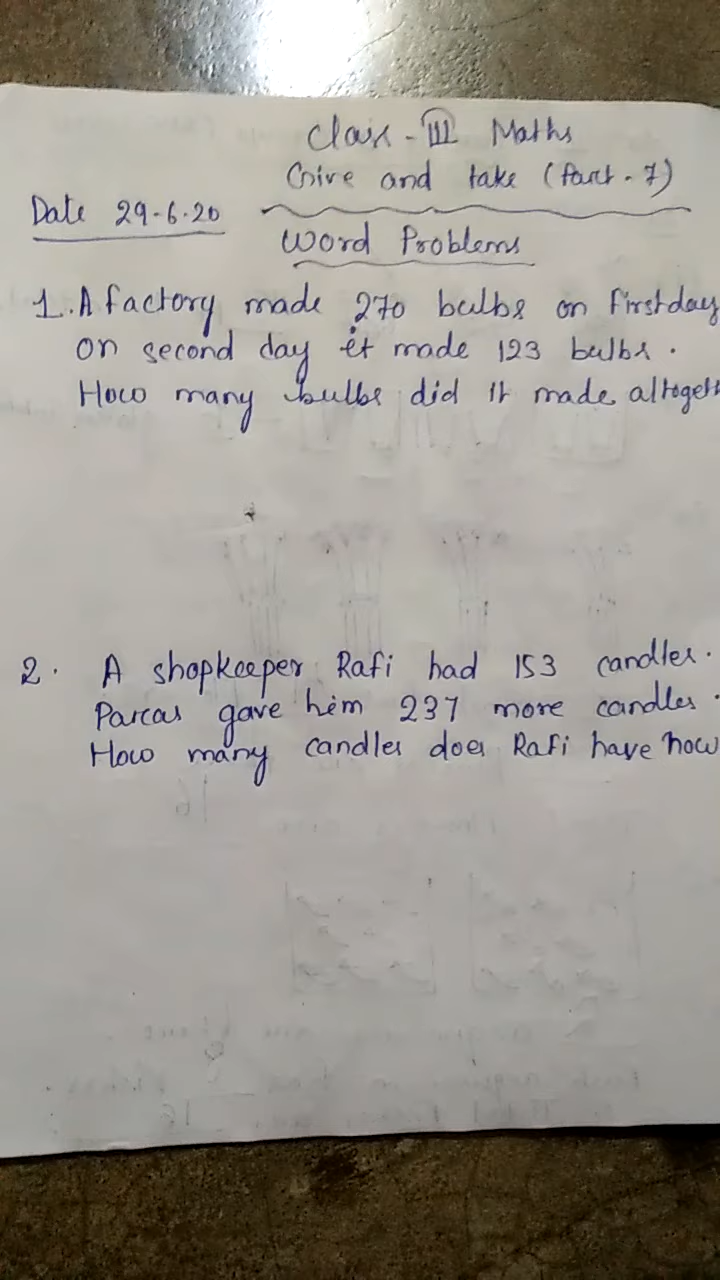 Class - III Maths
Give and take (Part - 7)
Date 29-6-20
Word Problems
1. A factory made 270 bulbs on first day
on second day it made 123 bulbs.
How many bulbs did it made altogeth
2. A shopkeeper Rafi had 153 candles.
Paras gave him 237 more candles.
How many candles does Rafi have now